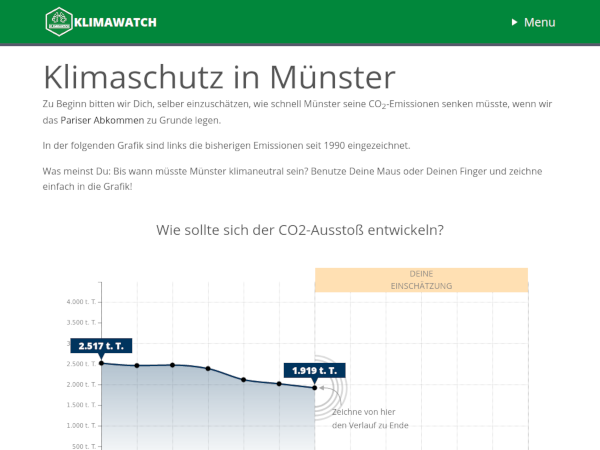 KLIMAWATCH
Menu
Klimaschutz in Münster
Zu Beginn bitten wir Dich, selber einzuschätzen, wie schnell Münster seine CO2-Emissionen senken müsste, wenn wir
das Pariser Abkommen zu Grunde legen.
In der folgenden Grafik sind links die bisherigen Emissionen seit 1990 eingezeichnet.
Was meinst Du: Bis wann müsste Münster klimaneutral sein? Benutze Deine Maus oder Deinen Finger und zeichne
einfach in die Grafik!
Wie sollte sich der CO2-Ausstoß entwickeln?
DEINE
EINSCHÄTZUNG
4.000 t. T.
3.500 t. T.
2.517 t. T.
2.500 t. T.
1.919 t. T.
2.000 t. T.
1.500 t. T.
Zeichne von hier
den Verlauf zu Ende
1.000 t. T.
500 t. T.